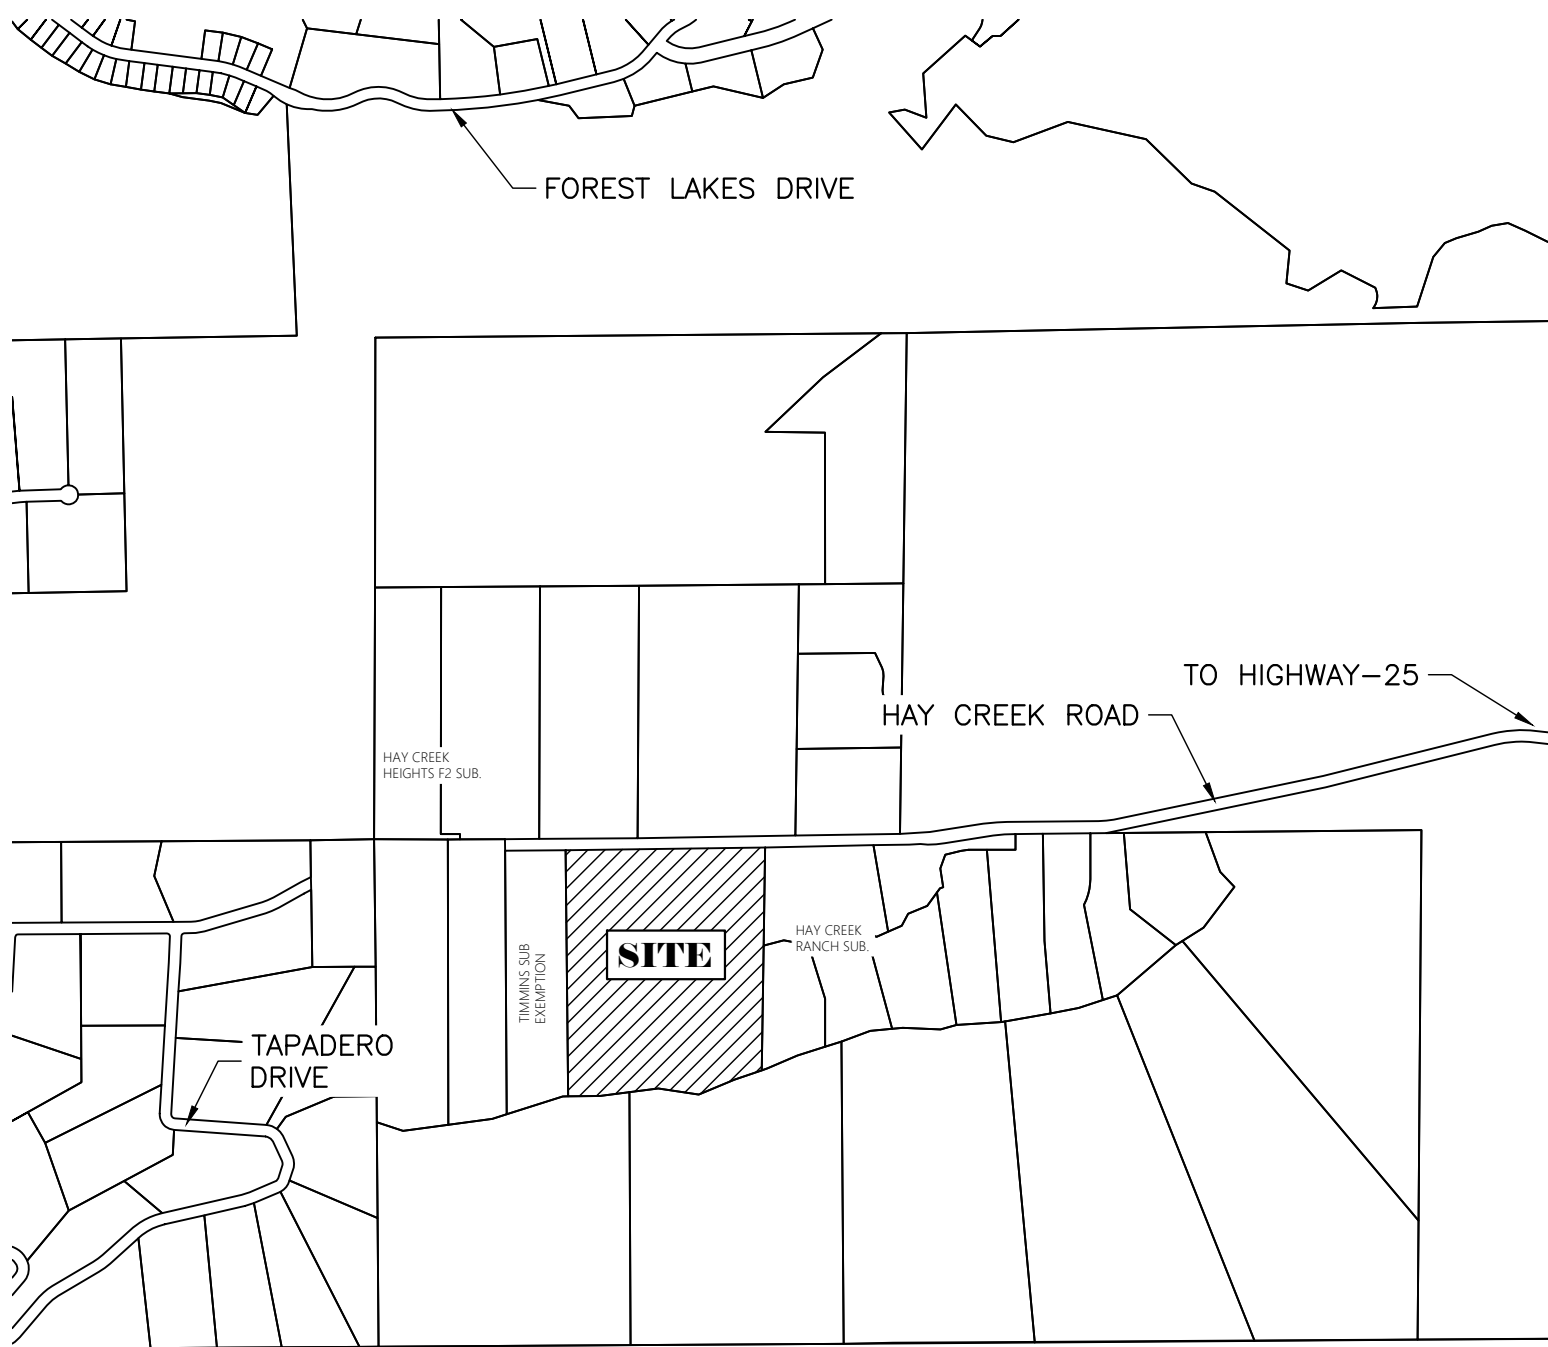 FOREST LAKES DRIVE
TO HIGHWAY-25
HAY CREEK ROAD
HAY CREEK
HEIGHTS F2 SUB.
TIMMINS SUB
EXEMPTION
SITE
HAY CREEK
RANCH SUB.
TAPADERO
DRIVE